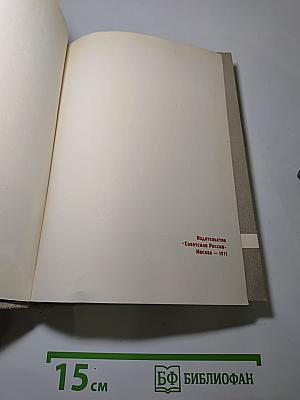 Издательство
«Советская Россия»
Москва — 1971
15 см
БФ БИБЛИОФАН